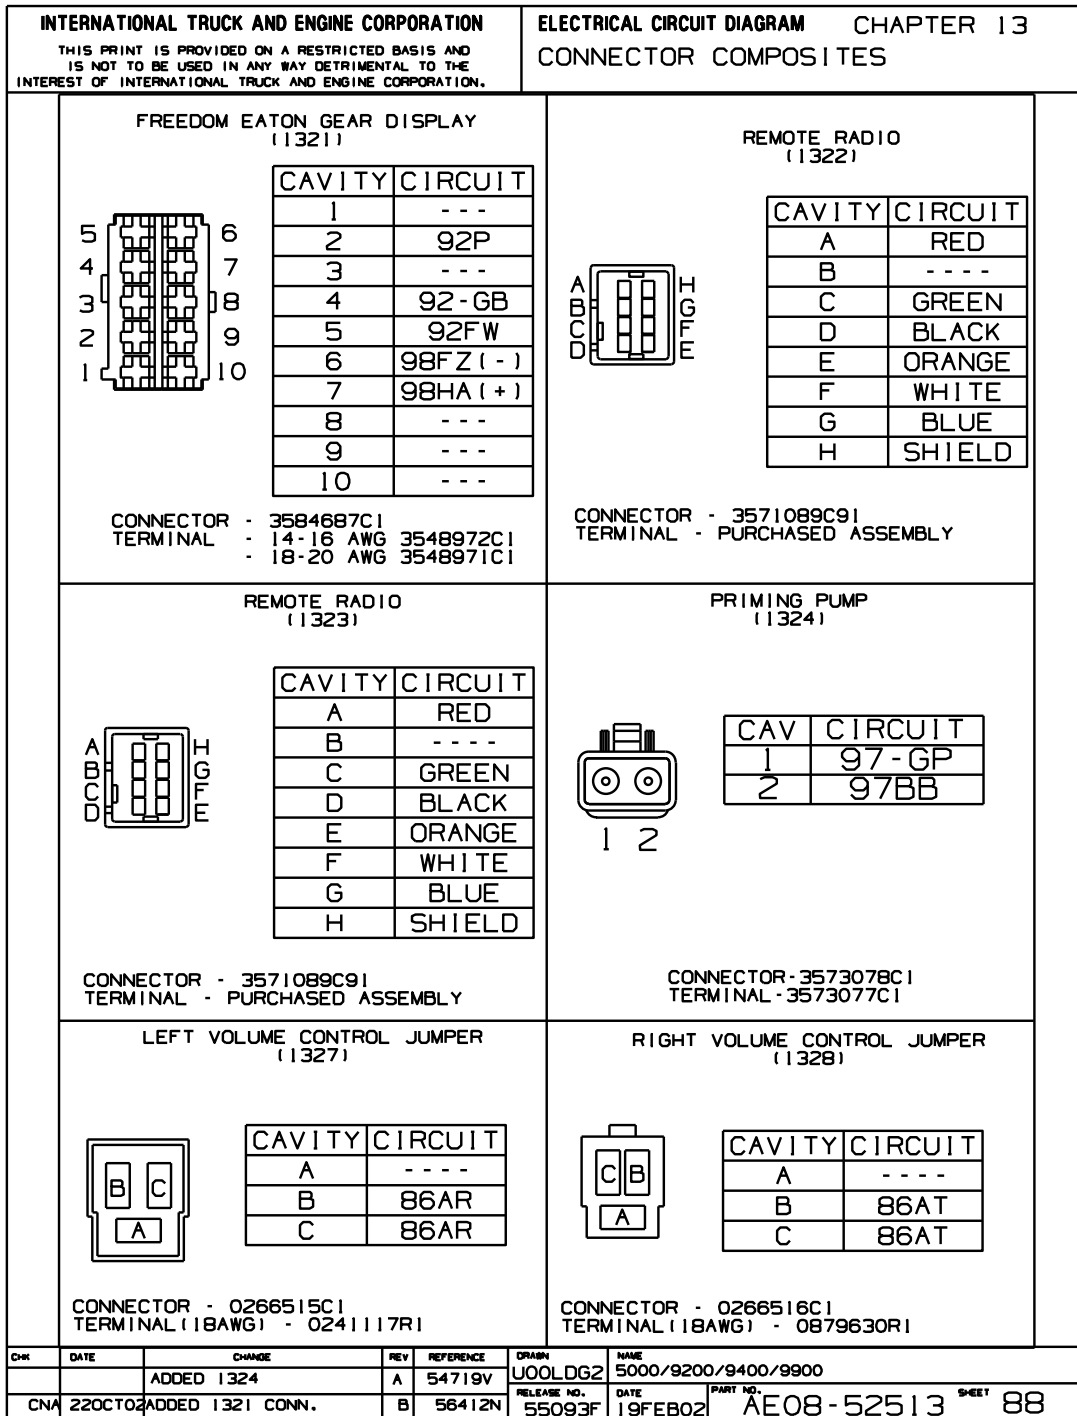 INTERNATIONAL TRUCK AND ENGINE CORPORATION
THIS PRINT IS PROVIDED ON A RESTRICTED BASIS AND
IS NOT TO BE USED IN ANY WAY DETRIMENTAL TO THE
INTEREST OF INTERNATIONAL TRUCK AND ENGINE CORPORATION.
ELECTRICAL CIRCUIT DIAGRAM CHAPTER 13
CONNECTOR COMPOSITES
FREEDOM EATON GEAR DISPLAY
(1321)
CAVITY CIRCUIT
1 ---
2 92P
3 ---
4 92-GB
5 92FW
6 98FZ(-)
7 98HA(+)
8 ---
9 ---
10 ---
5 6
4 7
3 8
2 9
1 10
CONNECTOR - 3584687C1
TERMINAL - 14-16 AWG 3548972C1
- 18-20 AWG 3548971C1
REMOTE RADIO
(1322)
CAVITY CIRCUIT
A RED
B ----
C GREEN
D BLACK
E ORANGE
F WHITE
G BLUE
H SHIELD
A H
B G
C F
D E
CONNECTOR - 3571089C91
TERMINAL - PURCHASED ASSEMBLY
REMOTE RADIO
(1323)
CAVITY CIRCUIT
A RED
B ----
C GREEN
D BLACK
E ORANGE
F WHITE
G BLUE
H SHIELD
A H
B G
C F
D E
CONNECTOR - 3571089C91
TERMINAL - PURCHASED ASSEMBLY
PRIMING PUMP
(1324)
CAV CIRCUIT
1 97-GP
2 97BB
1 2
CONNECTOR-3573078C1
TERMINAL-3573077C1
LEFT VOLUME CONTROL JUMPER
(1327)
CAVITY CIRCUIT
A ----
B 86AR
C 86AR
B C
A
CONNECTOR - 0266515C1
TERMINAL(18AWG) - 0241117R1
RIGHT VOLUME CONTROL JUMPER
(1328)
CAVITY CIRCUIT
A ----
B 86AT
C 86AT
C B
A
CONNECTOR - 0266516C1
TERMINAL(18AWG) - 0879630R1
CHK DATE CHANGE REV REFERENCE
ADDED 1324 A 54719V
CNA 22OCT02 ADDED 1321 CONN. B 56412N
DRAWN U00LDG2
NAME 5000/9200/9400/9900
RELEASE NO. 55093F
DATE 19FEB02
PART NO. AE08-52513
SHEET 88